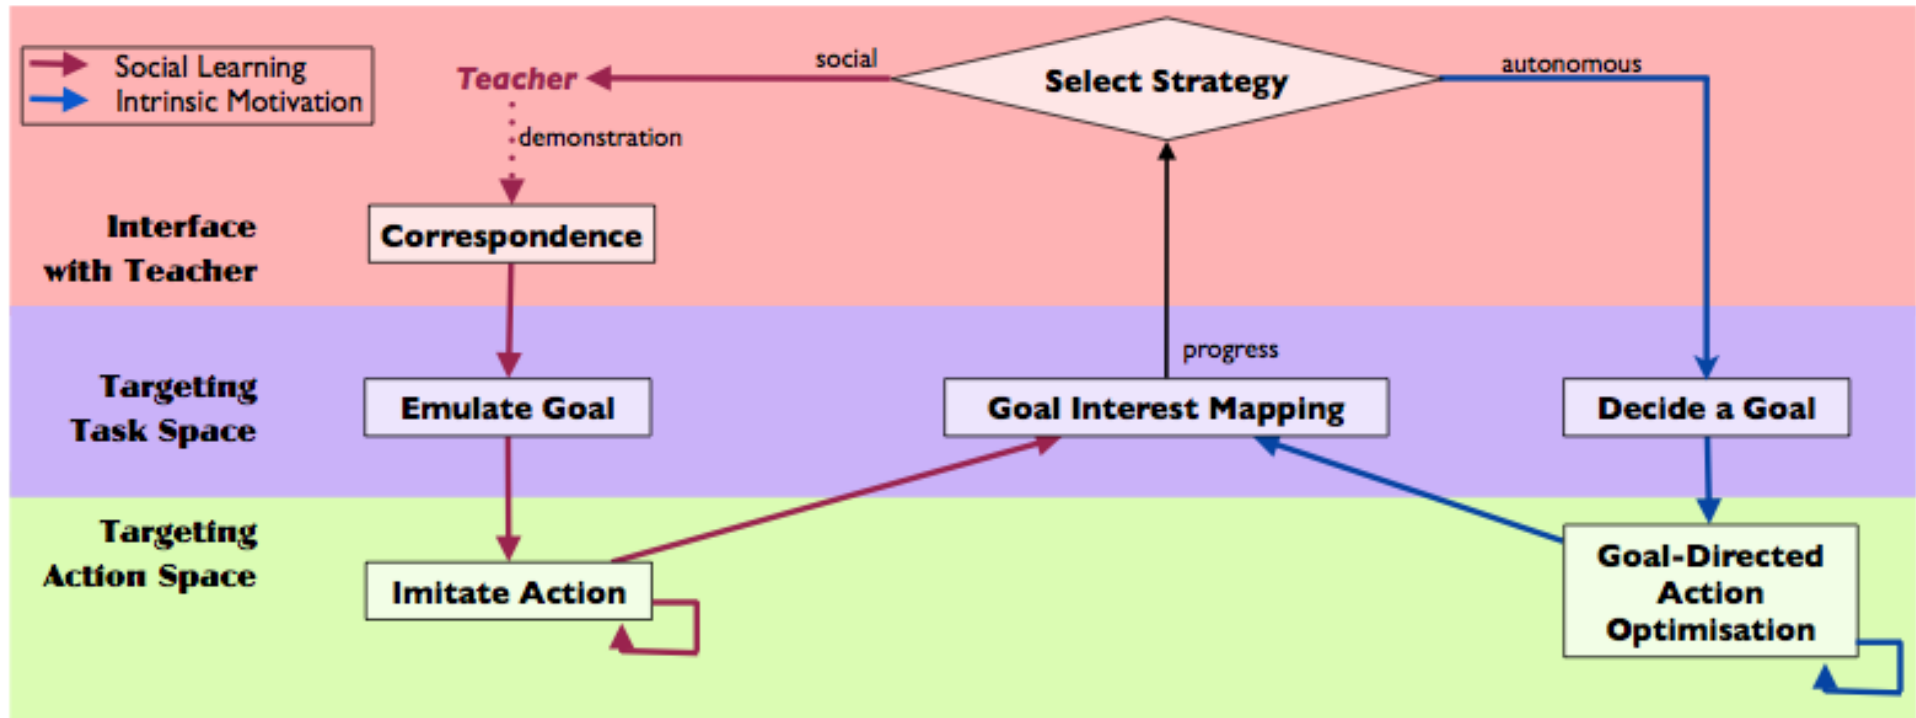 Social Learning
Intrinsic Motivation
Teacher
social
Select Strategy
autonomous
demonstration
Interface
with Teacher
Correspondence
progress
Targeting
Task Space
Emulate Goal
Goal Interest Mapping
Decide a Goal
Targeting
Action Space
Imitate Action
Goal-Directed
Action
Optimisation